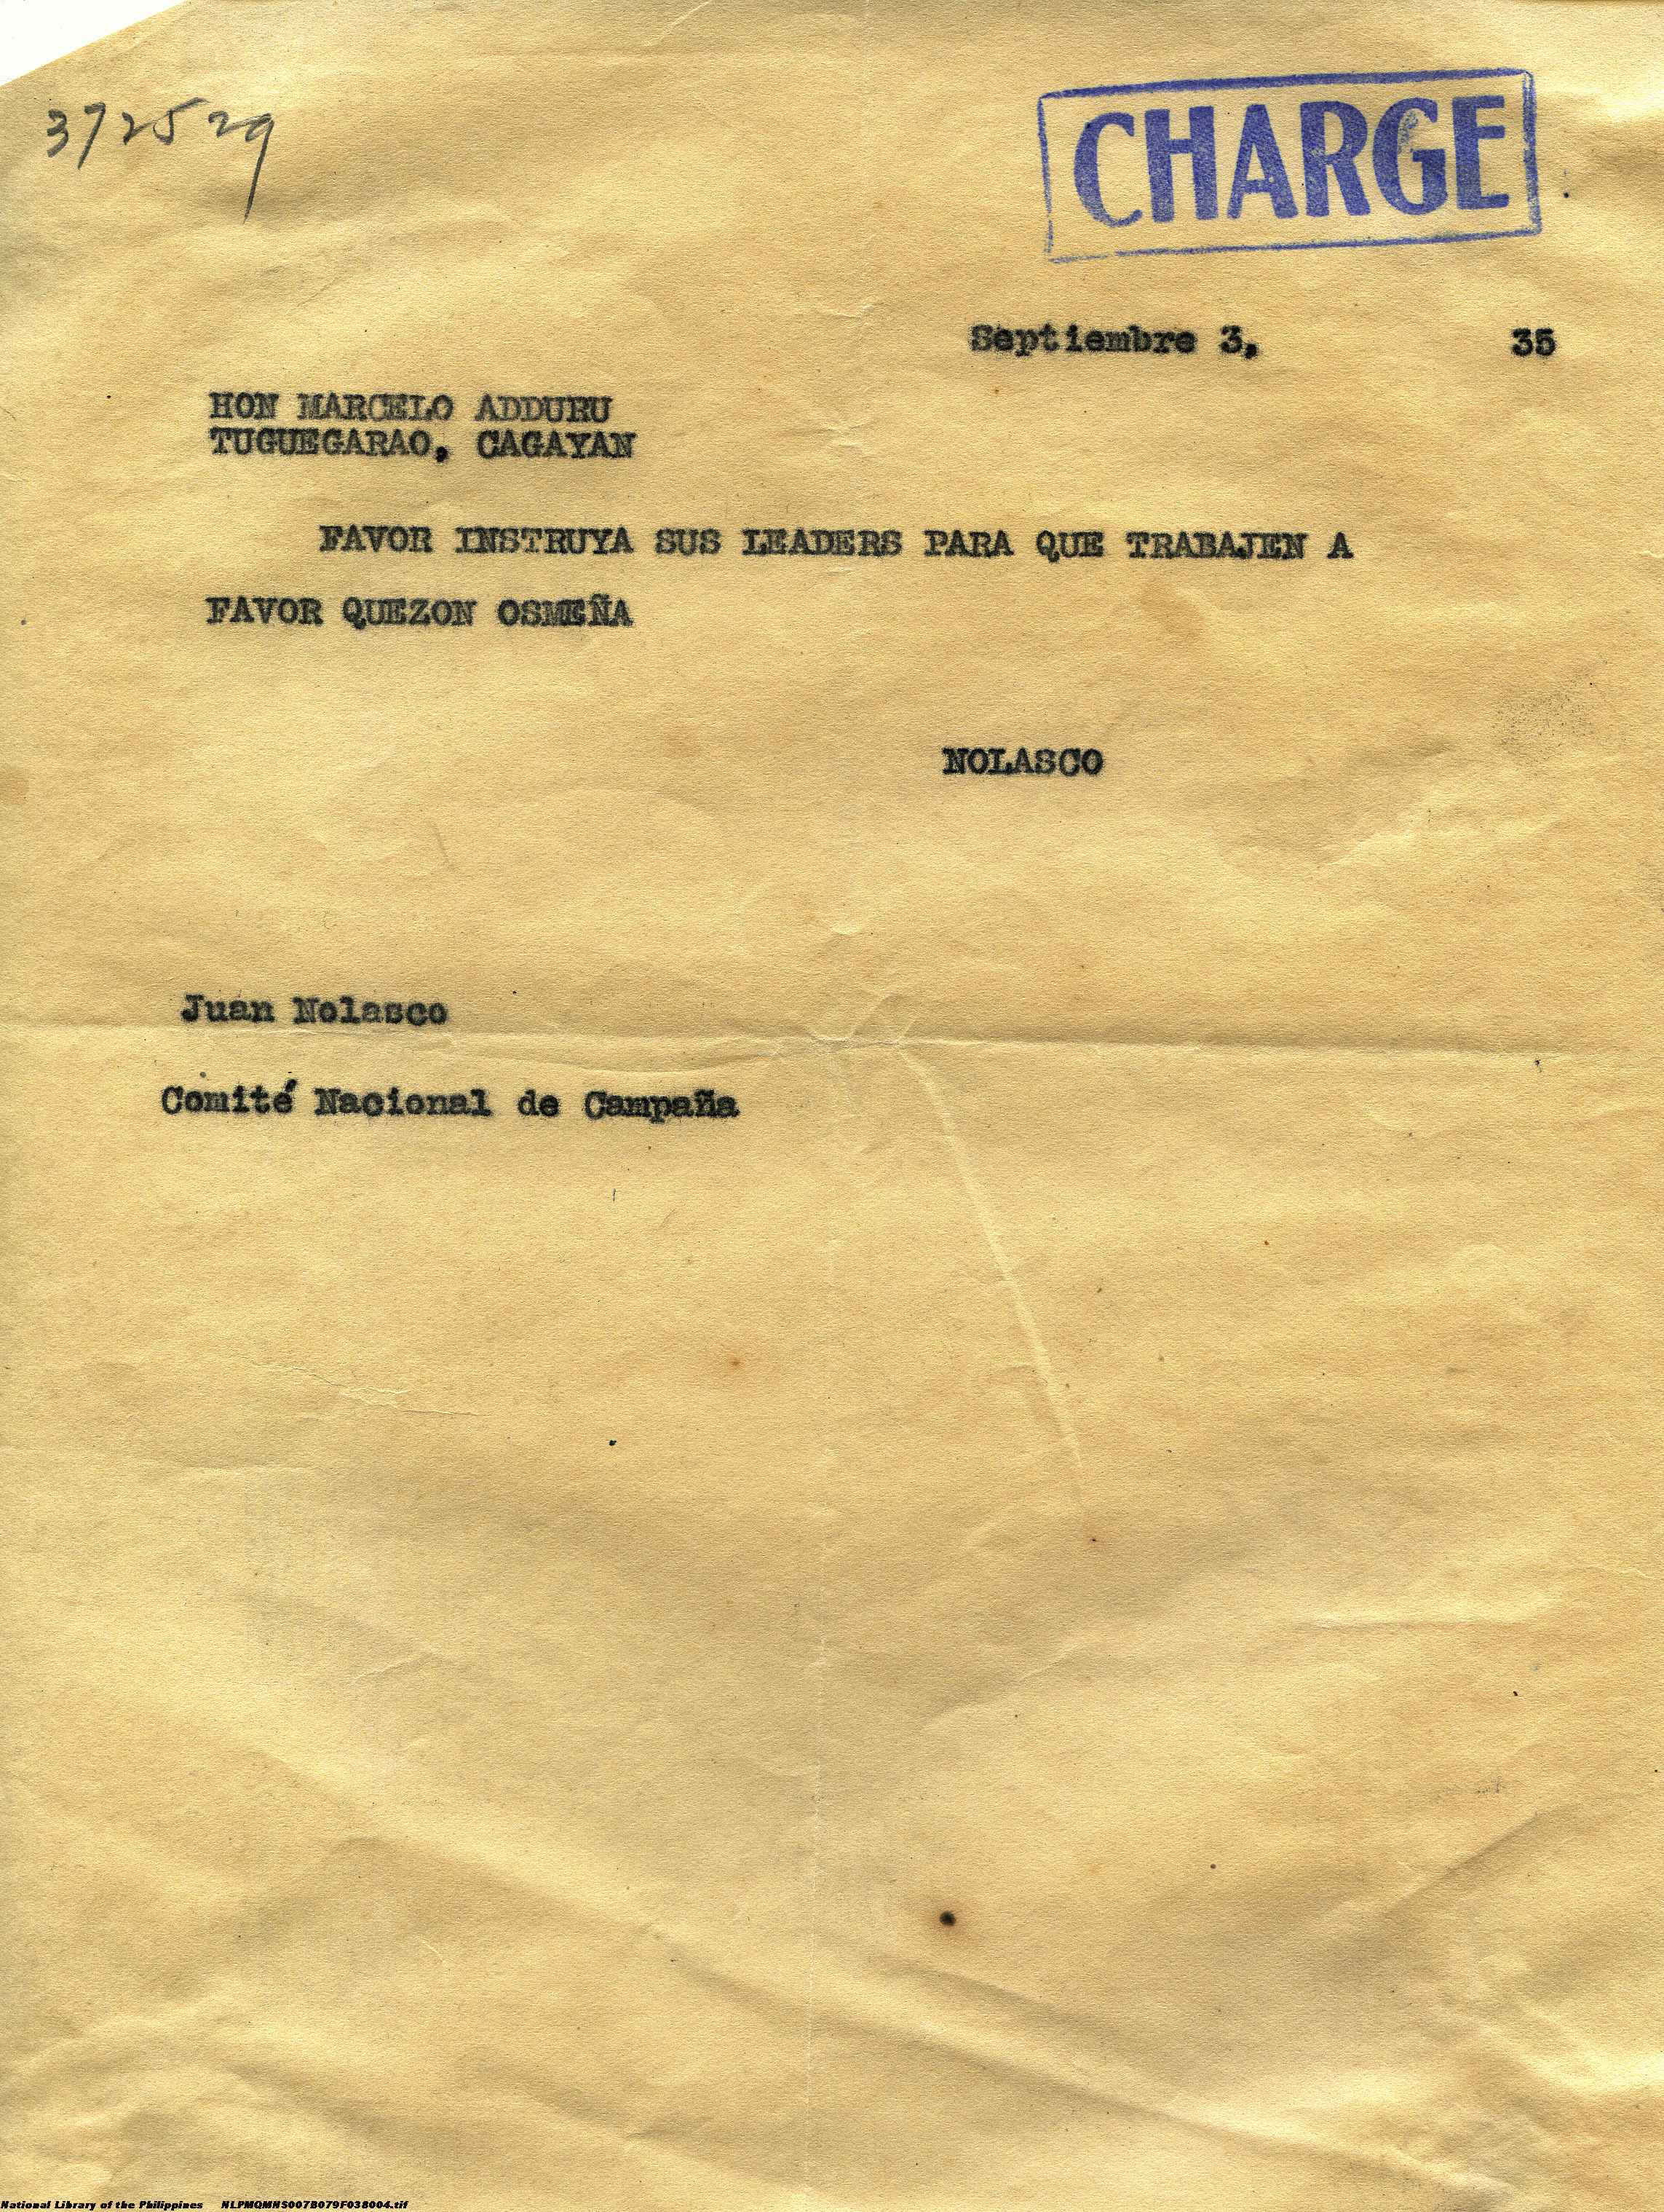 372529
CHARGE
Septiembre 3, 35
HON MARCELO ADDURU
TUGUEGARAO, CAGAYAN
FAVOR INSTRUYA SUS LEADERS PARA QUE TRABAJEN A
FAVOR QUEZON OSMEÑA
NOLASCO
Juan Nolasco
Comité Nacional de Campaña
National Library of the Philippines NLPMQMNS007B079F038004.tif